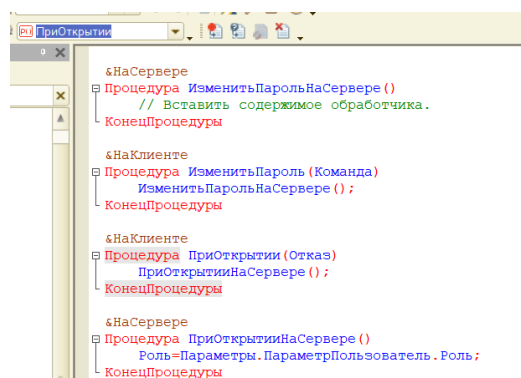 ПриОткрытии
&НаСервере
Процедура ИзменитьПарольНаСервере()
// Вставить содержимое обработчика.
КонецПроцедуры
&НаКлиенте
Процедура ИзменитьПароль(Команда)
ИзменитьПарольНаСервере();
КонецПроцедуры
&НаКлиенте
Процедура ПриОткрытии(Отказ)
ПриОткрытииНаСервере();
КонецПроцедуры
&НаСервере
Процедура ПриОткрытииНаСервере()
Роль=Параметры.ПараметрПользователь.Роль;
КонецПроцедуры